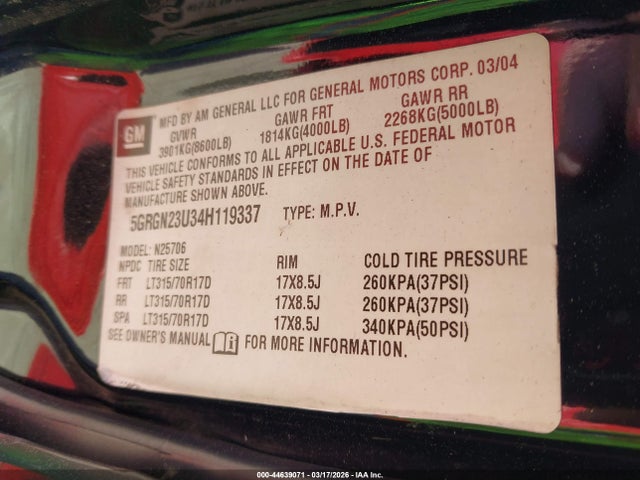 GM
MFD BY AM GENERAL LLC FOR GENERAL MOTORS CORP. 03/04
GVWR GAWR FRT GAWR RR
3901KG(8600LB) 1814KG(4000LB) 2268KG(5000LB)
THIS VEHICLE CONFORMS TO ALL APPLICABLE U.S. FEDERAL MOTOR
VEHICLE SAFETY STANDARDS IN EFFECT ON THE DATE OF
MANUFACTURE SHOWN ABOVE.
5GRGN23U34H119337 TYPE: M.P.V.
MODEL: N25706
NPDC TIRE SIZE RIM COLD TIRE PRESSURE
FRT LT315/70R17D 17X8.5J 260KPA(37PSI)
RR LT315/70R17D 17X8.5J 260KPA(37PSI)
SPA LT315/70R17D 17X8.5J 340KPA(50PSI)
SEE OWNER'S MANUAL FOR MORE INFORMATION.
000-44639071 - 03/17/2026 - IAA Inc.